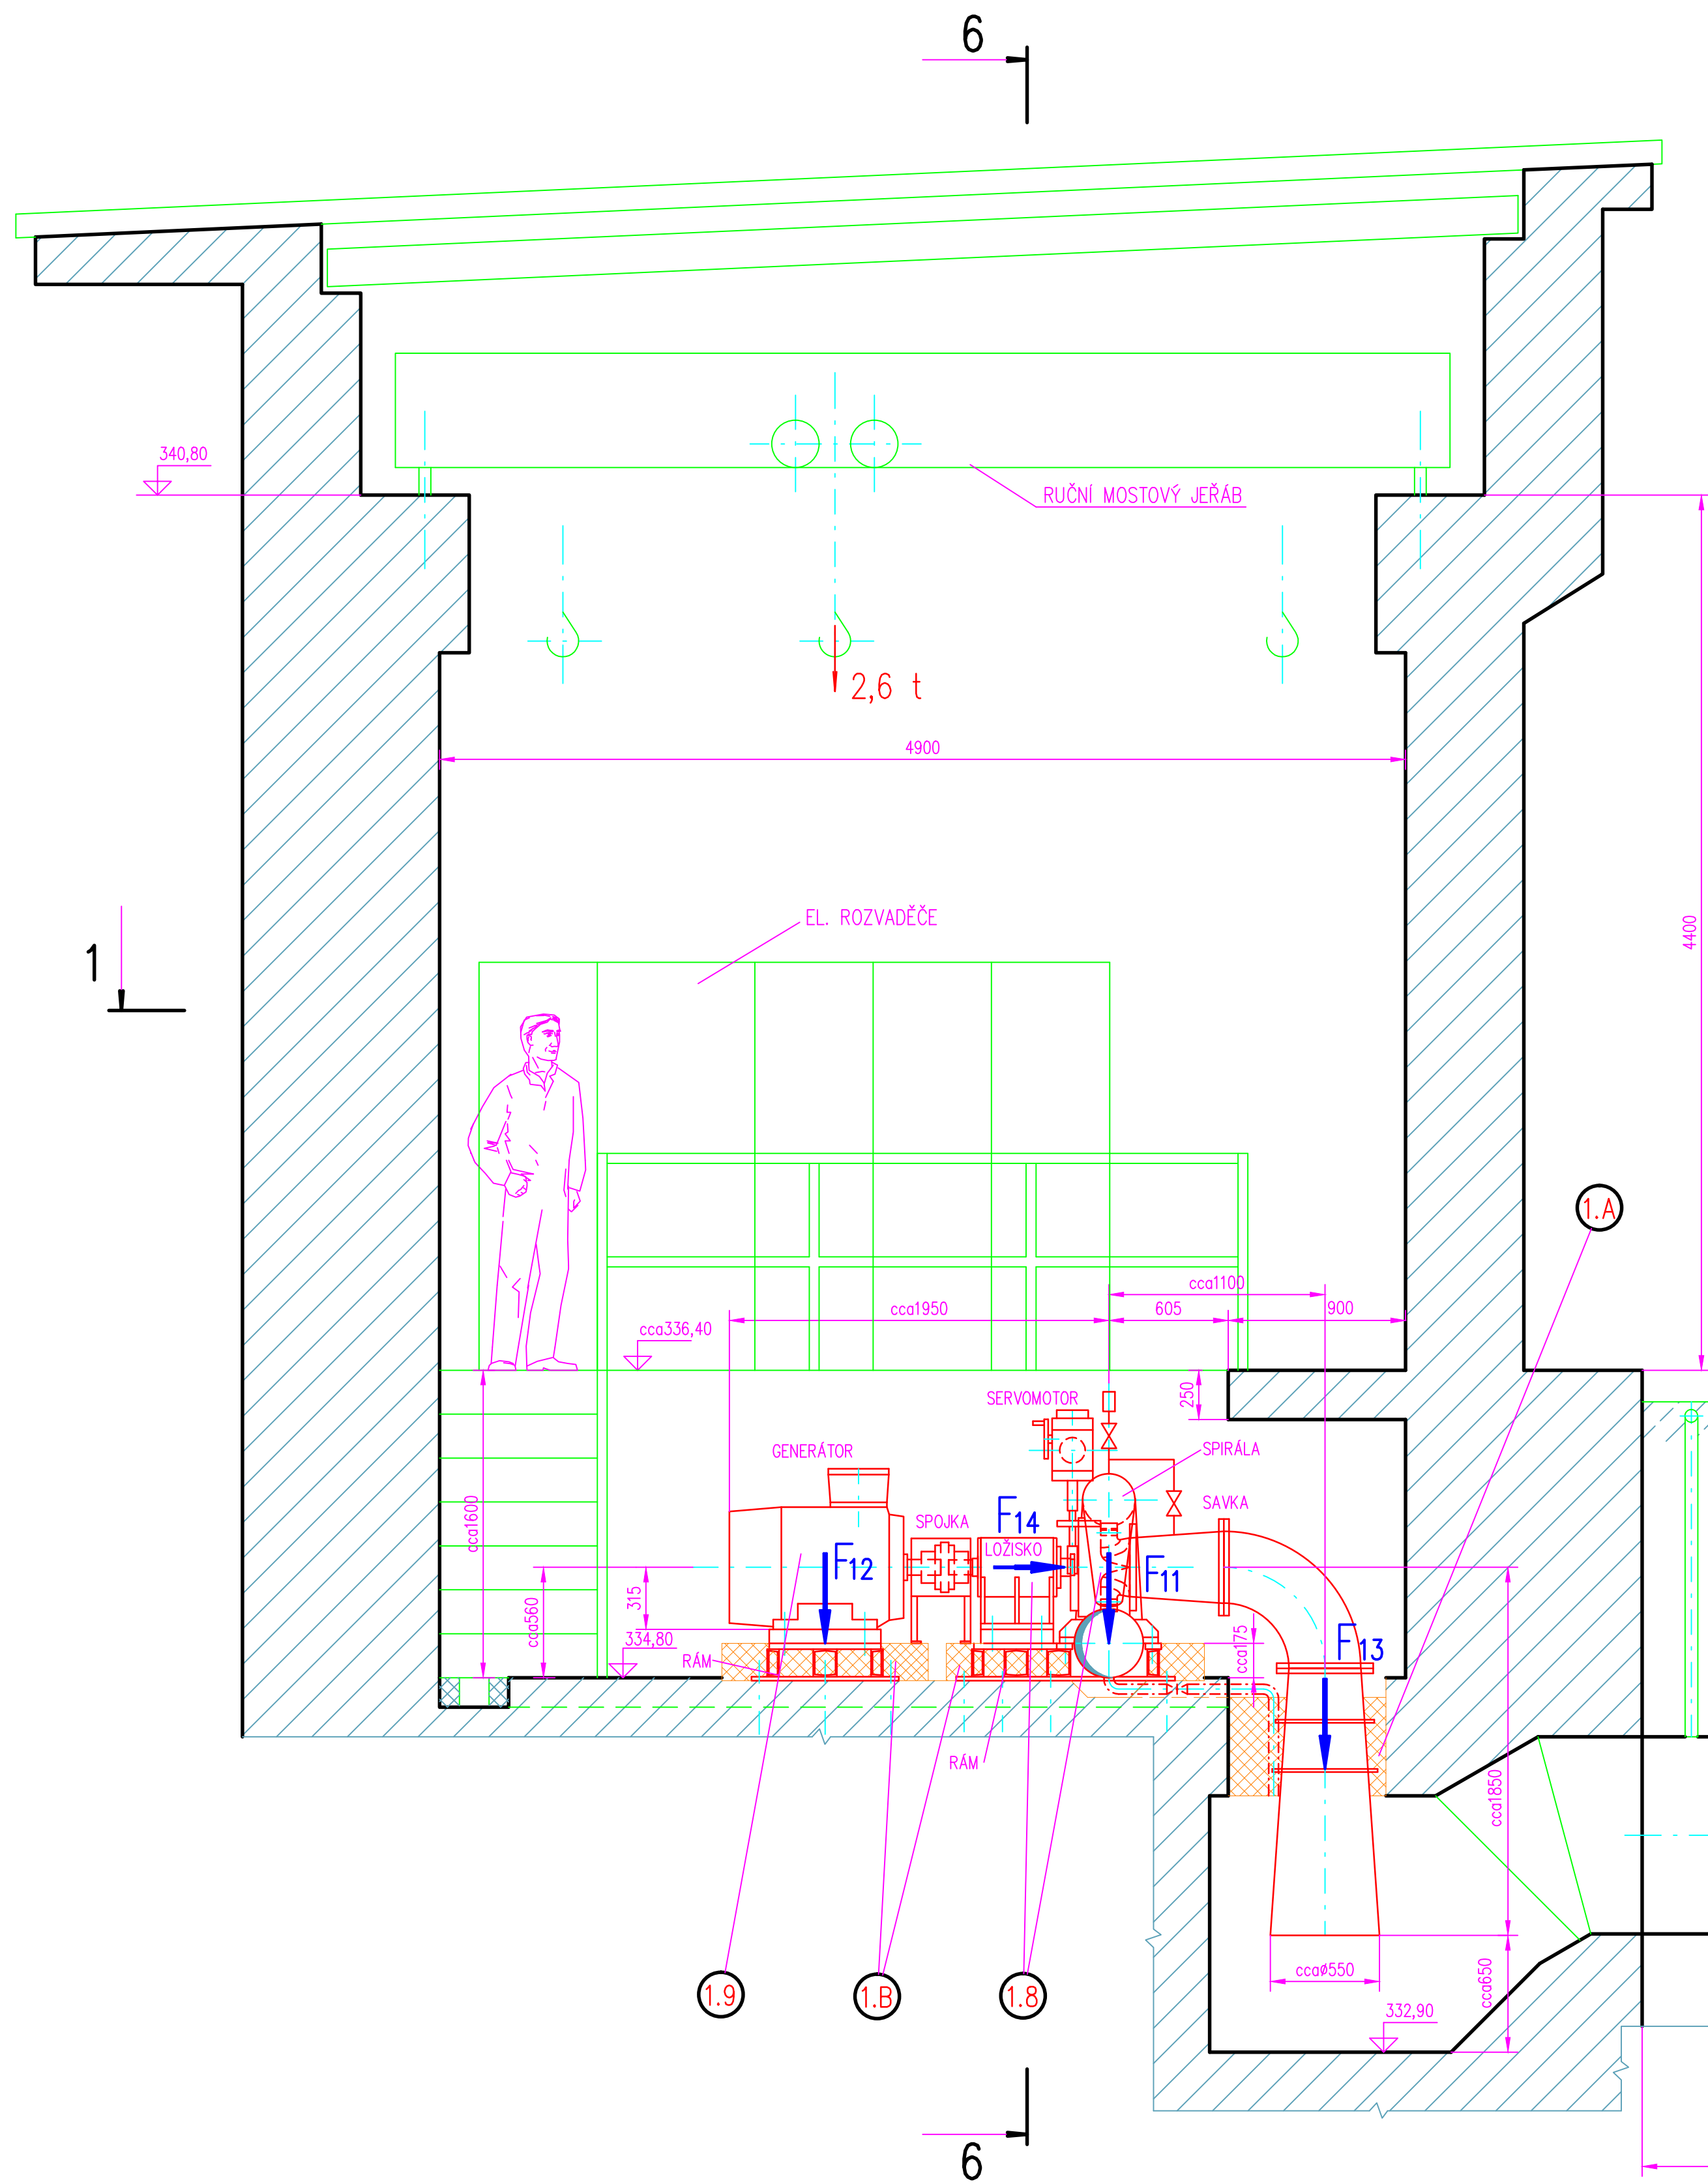 6
340,80
RUČNÍ MOSTOVÝ JEŘÁB
2,6 t
4900
EL. ROZVADĚČE
4400
1
1.A
cca1100
cca1950
605
900
cca336,40
250
SERVOMOTOR
GENERÁTOR
SPIRÁLA
cca1600
SAVKA
SPOJKA
F14
LOŽISKO
F12
F11
315
cca560
334,80
cca175
F13
RÁM
RÁM
cca1850
1.9
1.B
1.8
ccaø550
cca650
332,90
6